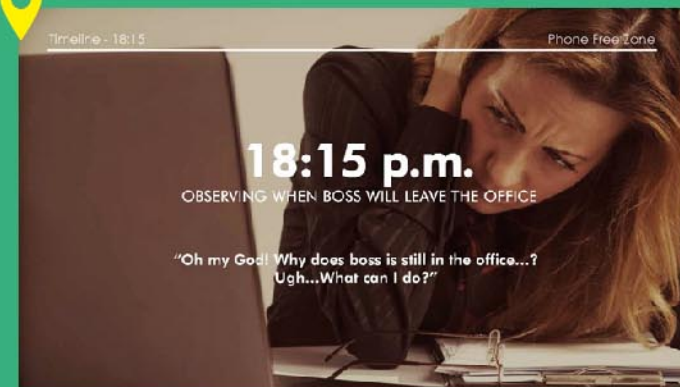 Timeline - 18:15
Phone Free Zone
18:15 p.m.
OBSERVING WHEN BOSS WILL LEAVE THE OFFICE
"Oh my God! Why does boss is still in the office...?
Ugh...What can I do?"